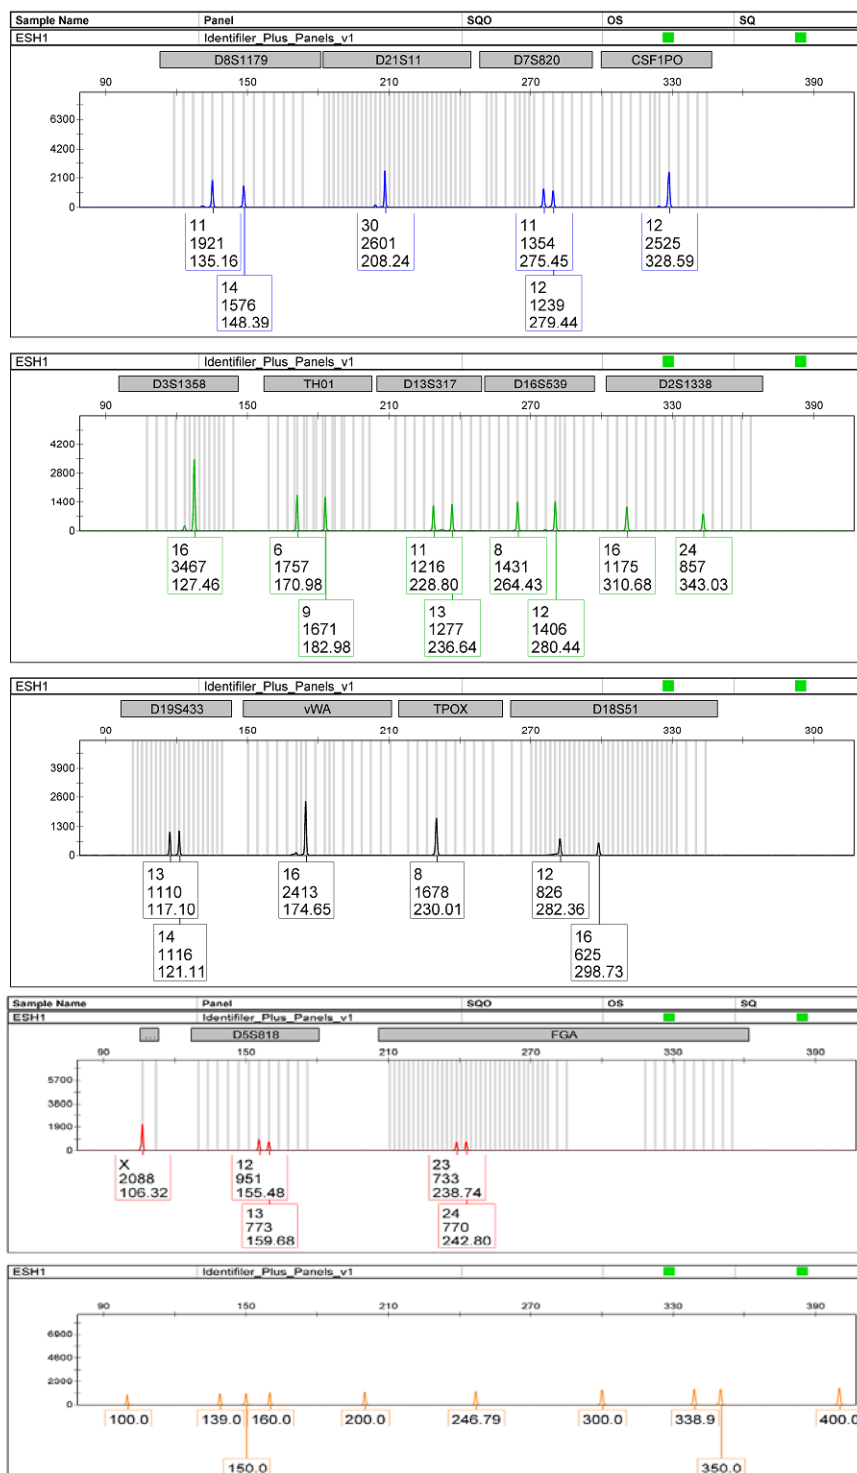 Sample Name Panel SQO OS SQ
ESH1 Identifiler_Plus_Panels_v1
D8S1179 D21S11 D7S820 CSF1PO
90 150 210 270 330 390
6300
4200
2100
0
11 30 11 12
1921 2601 1354 2525
135.16 208.24 275.45 328.59
14 12
1576 1239
148.39 279.44
ESH1 Identifiler_Plus_Panels_v1
D3S1358 TH01 D13S317 D16S539 D2S1338
90 150 210 270 330 390
4200
2800
1400
0
16 6 11 8 16 24
3467 1757 1216 1431 1175 857
127.46 170.98 228.80 264.43 310.68 343.03
9 13 12
1671 1277 1406
182.98 236.64 280.44
ESH1 Identifiler_Plus_Panels_v1
D19S433 vWA TPOX D18S51
90 150 210 270 330 300
3900
2600
1300
0
13 16 8 12
1110 2413 1678 826
117.10 174.65 230.01 282.36
14 16
1116 625
121.11 298.73
Sample Name Panel SQO OS SQ
ESH1 Identifiler_Plus_Panels_v1
... D5S818 FGA
90 150 210 270 330 390
5700
3800
1900
0
X 12 23
2088 951 733
106.32 155.48 238.74
13 24
773 770
159.68 242.80
ESH1 Identifiler_Plus_Panels_v1
90 150 210 270 330 390
6900
4600
0
100.0 139.0 160.0 200.0 246.79 300.0 338.9 400.0
150.0 350.0